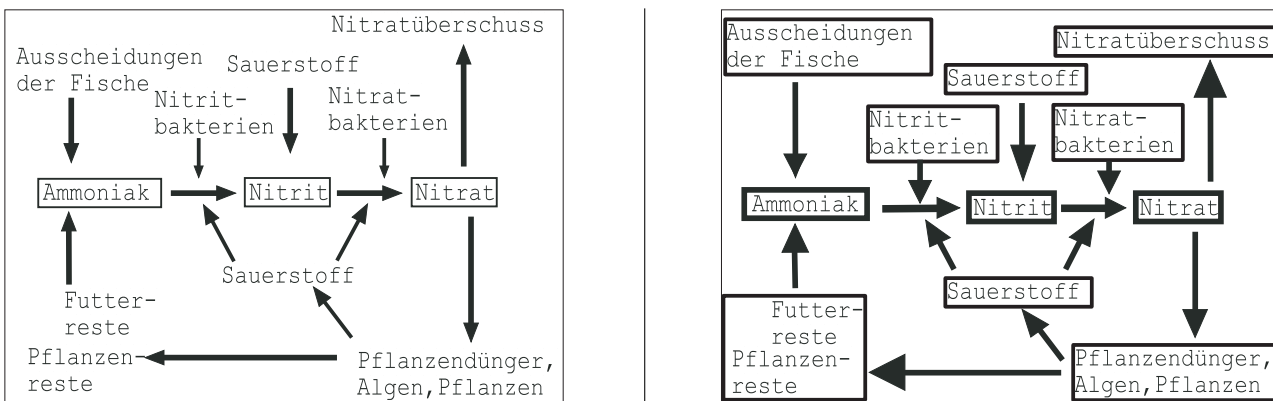 Nitratüberschuss
Ausscheidungen
der Fische
Sauerstoff
Nitrit-
bakterien
Nitrat-
bakterien
Ammoniak
Nitrit
Nitrat
Sauerstoff
Futter-
reste
Pflanzen-
reste
Pflanzendünger,
Algen,Pflanzen
Ausscheidungen
der Fische
Nitratüberschuss
Sauerstoff
Nitrit-
bakterien
Nitrat-
bakterien
Ammoniak
Nitrit
Nitrat
Sauerstoff
Futter-
reste
Pflanzen-
reste
Pflanzendünger,
Algen,Pflanzen